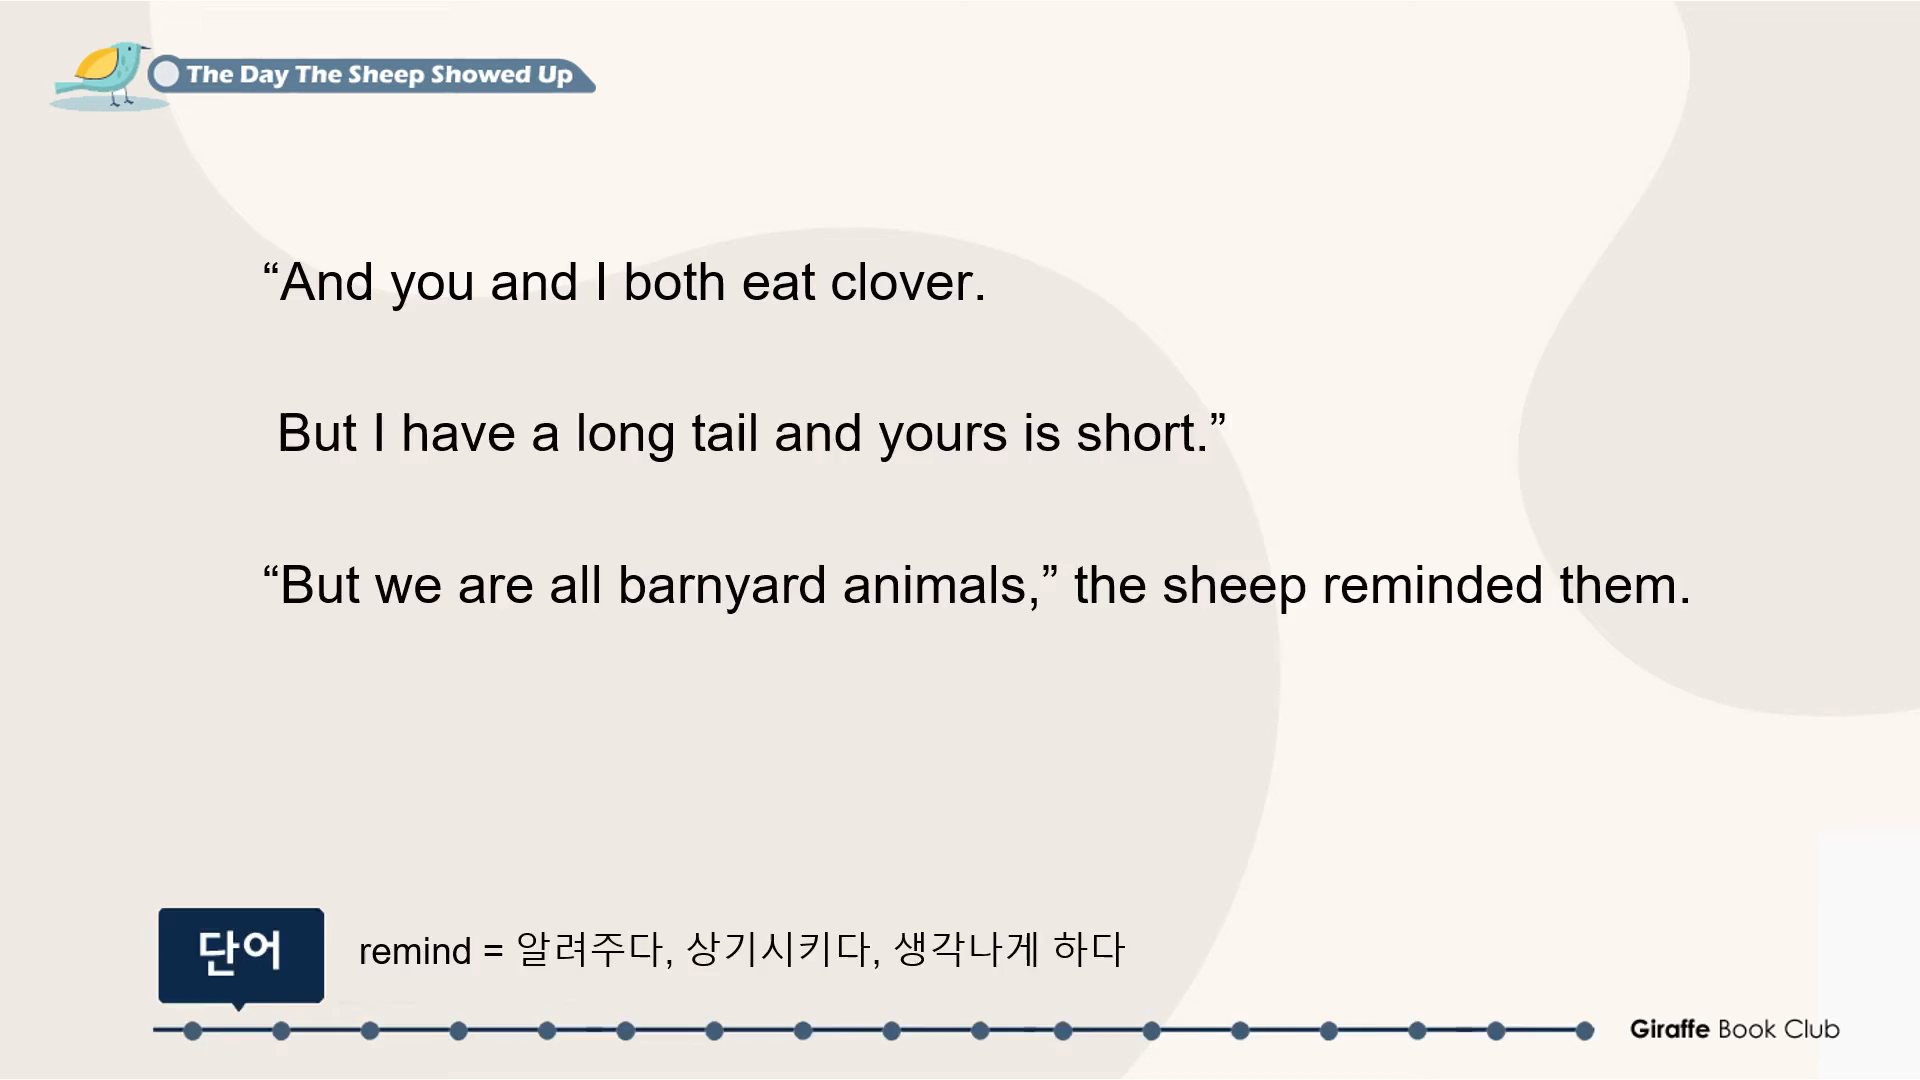 The Day The Sheep Showed Up
“And you and I both eat clover.
But I have a long tail and yours is short.”
“But we are all barnyard animals,” the sheep reminded them.
단어
remind = 알려주다, 상기시키다, 생각나게 하다
Giraffe Book Club